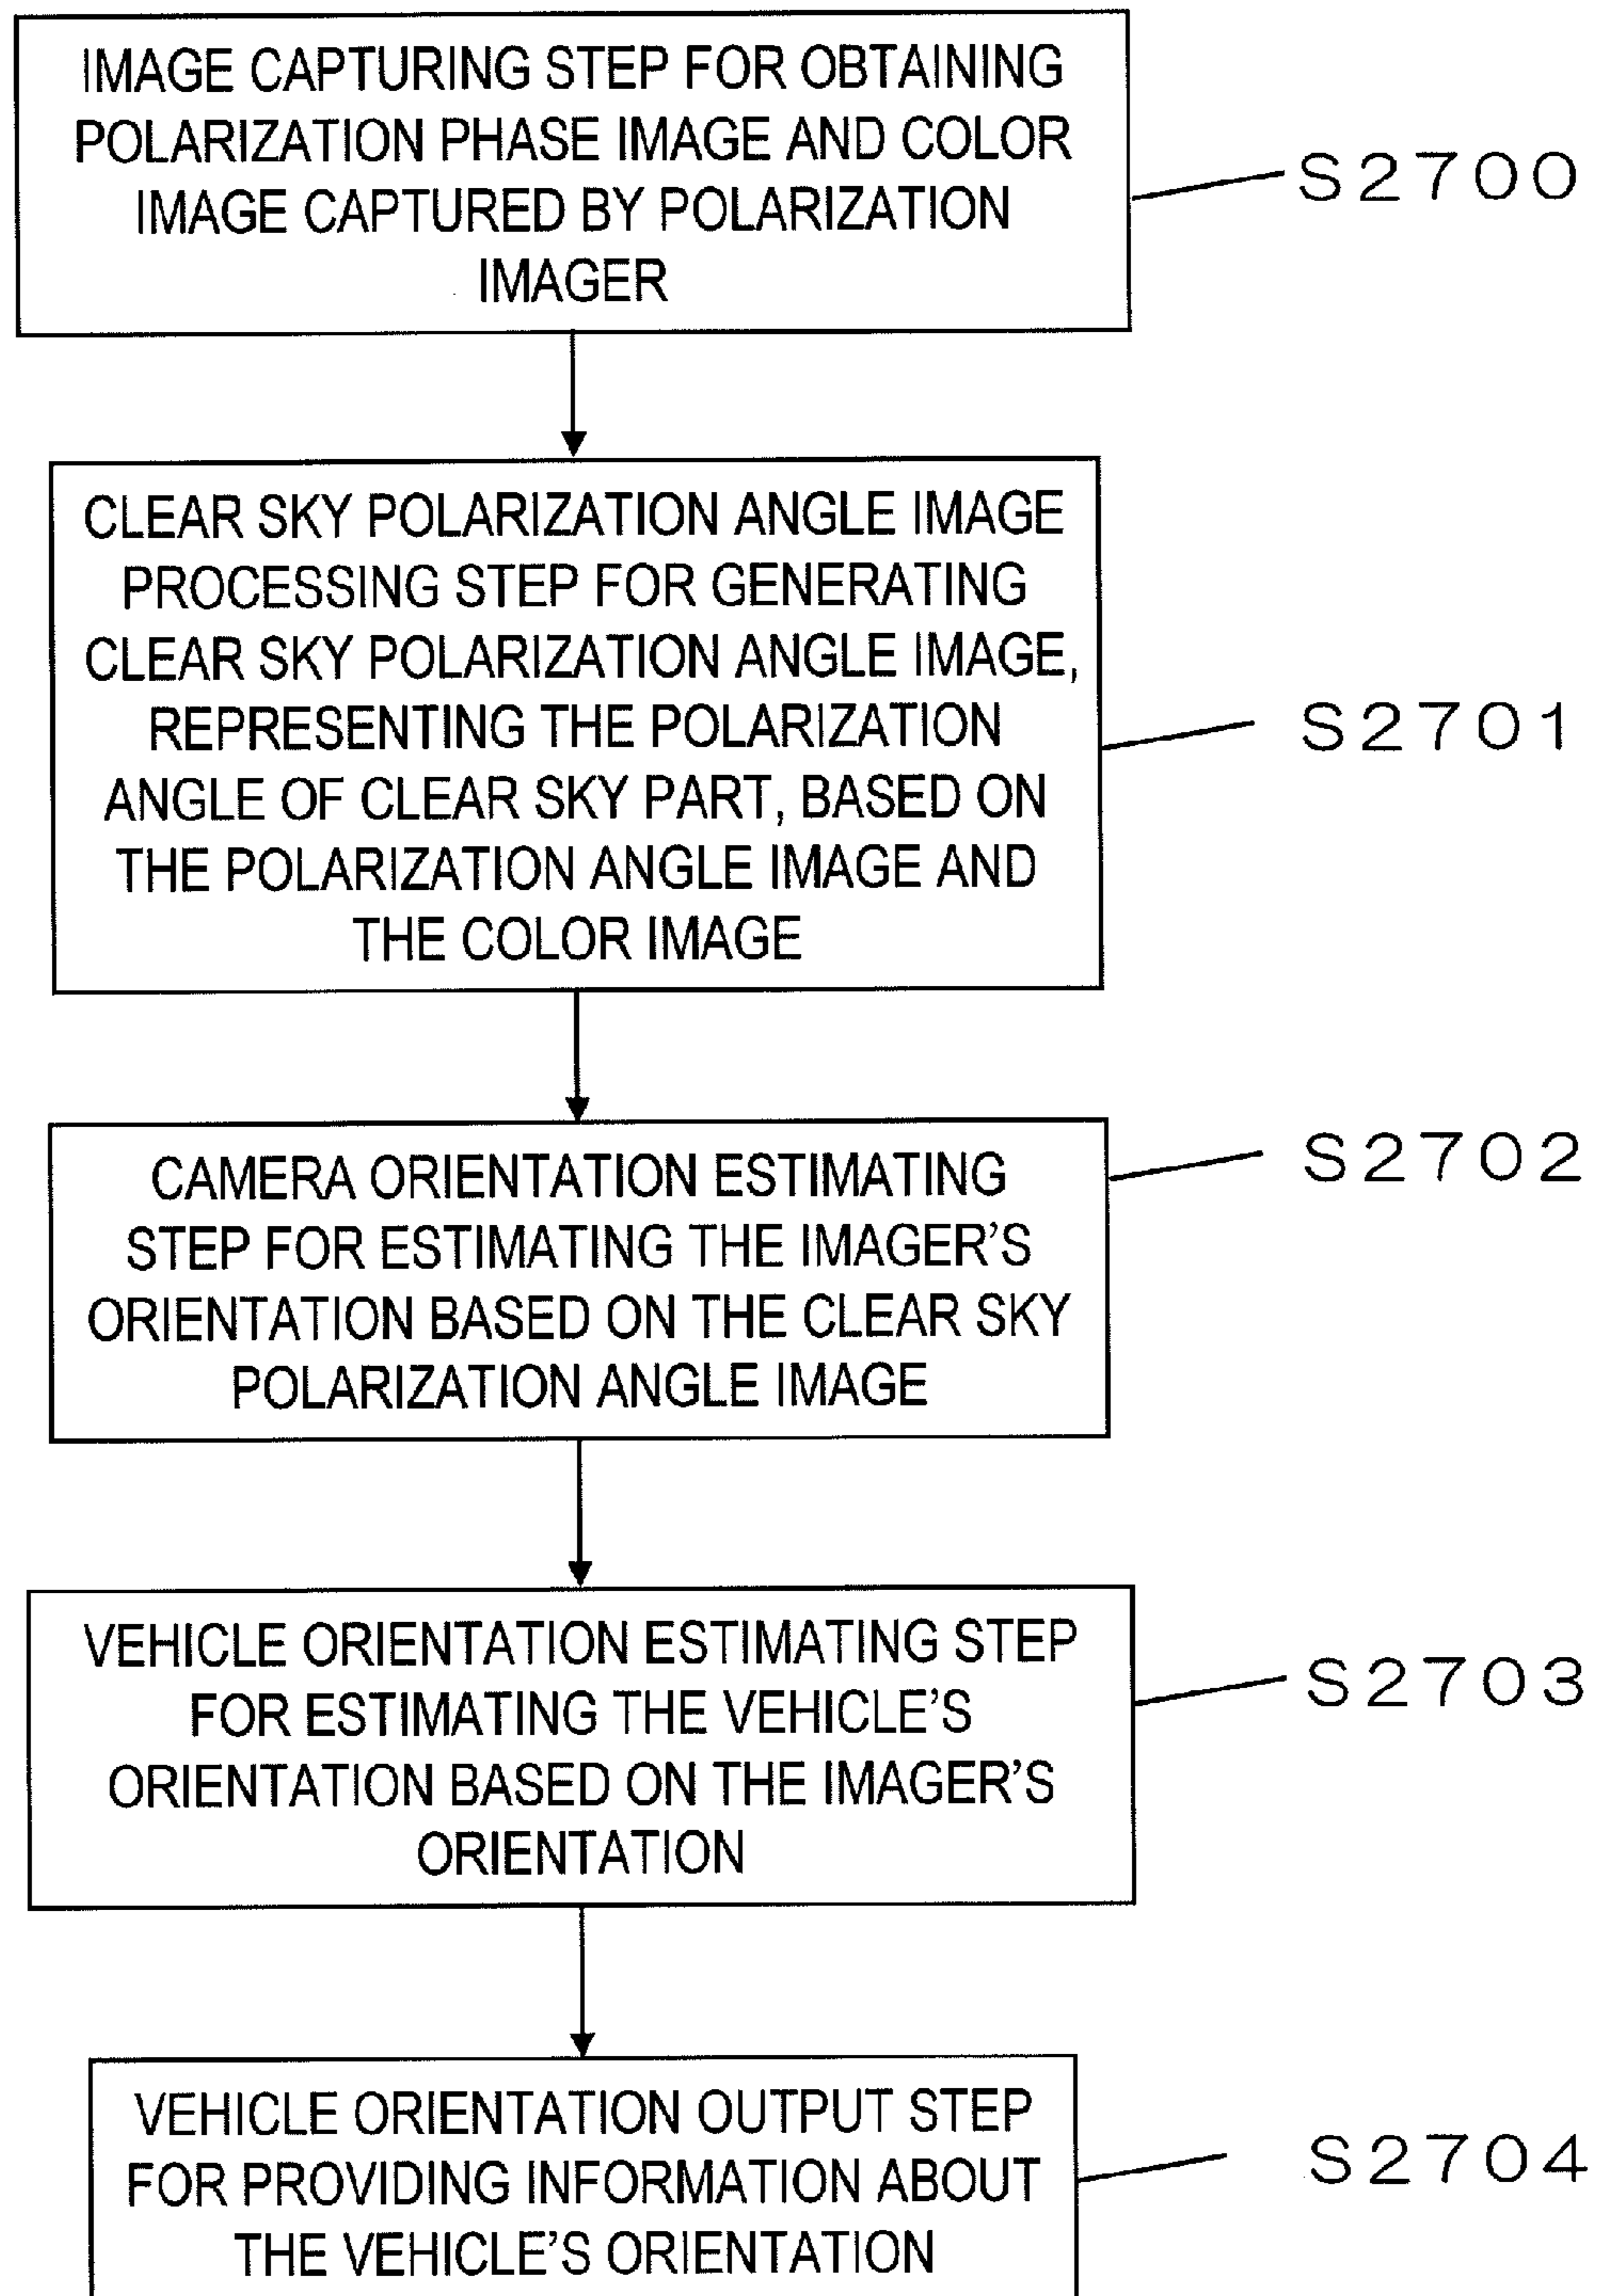 IMAGE CAPTURING STEP FOR OBTAINING
POLARIZATION PHASE IMAGE AND COLOR
IMAGE CAPTURED BY POLARIZATION
IMAGER
S2700
CLEAR SKY POLARIZATION ANGLE IMAGE
PROCESSING STEP FOR GENERATING
CLEAR SKY POLARIZATION ANGLE IMAGE,
REPRESENTING THE POLARIZATION
ANGLE OF CLEAR SKY PART, BASED ON
THE POLARIZATION ANGLE IMAGE AND
THE COLOR IMAGE
S2701
CAMERA ORIENTATION ESTIMATING
STEP FOR ESTIMATING THE IMAGER’S
ORIENTATION BASED ON THE CLEAR SKY
POLARIZATION ANGLE IMAGE
S2702
VEHICLE ORIENTATION ESTIMATING STEP
FOR ESTIMATING THE VEHICLE’S
ORIENTATION BASED ON THE IMAGER’S
ORIENTATION
S2703
VEHICLE ORIENTATION OUTPUT STEP
FOR PROVIDING INFORMATION ABOUT
THE VEHICLE’S ORIENTATION
S2704